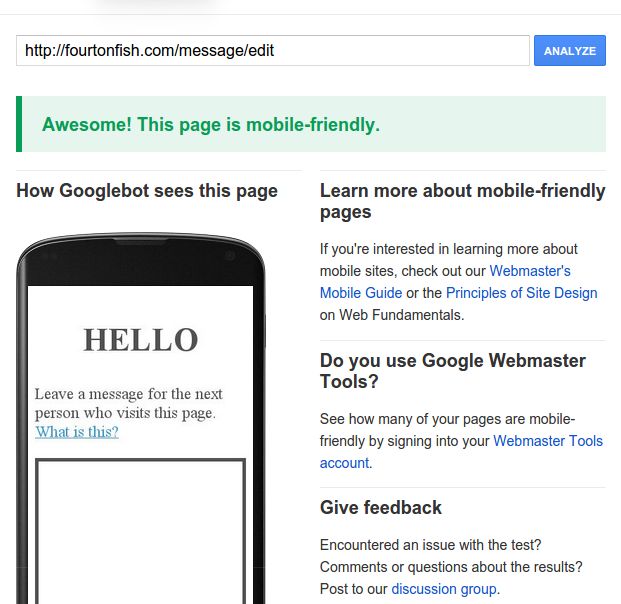 http://fourtonfish.com/message/edit
ANALYZE
Awesome! This page is mobile-friendly.
How Googlebot sees this page
HELLO
Leave a message for the next
person who visits this page.
What is this?
Learn more about mobile-friendly
pages
If you're interested in learning more about
mobile sites, check out our Webmaster's
Mobile Guide or the Principles of Site Design
on Web Fundamentals.
Do you use Google Webmaster
Tools?
See how many of your pages are mobile-
friendly by signing into your Webmaster Tools
account.
Give feedback
Encountered an issue with the test?
Comments or questions about the results?
Post to our discussion group.